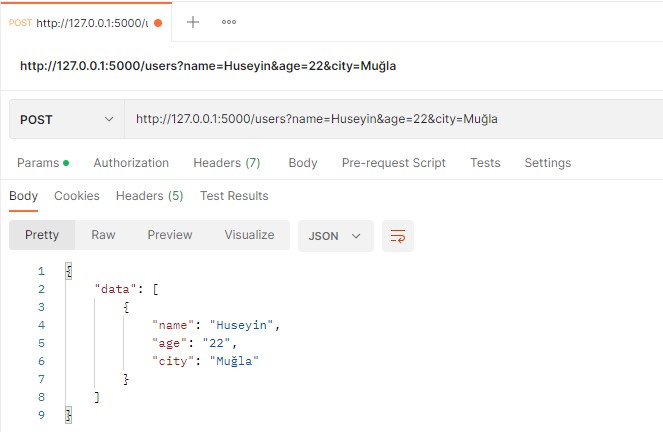 POST http://127.0.0.1:5000/u + ooo
http://127.0.0.1:5000/users?name=Huseyin&age=22&city=Muğla
POST http://127.0.0.1:5000/users?name=Huseyin&age=22&city=Muğla
Params Authorization Headers (7) Body Pre-request Script Tests Settings
Body Cookies Headers (5) Test Results
Pretty Raw Preview Visualize JSON
1 {
2 "data": [
3 {
4 "name": "Huseyin",
5 "age": "22",
6 "city": "Muğla"
7 }
8 ]
9 }